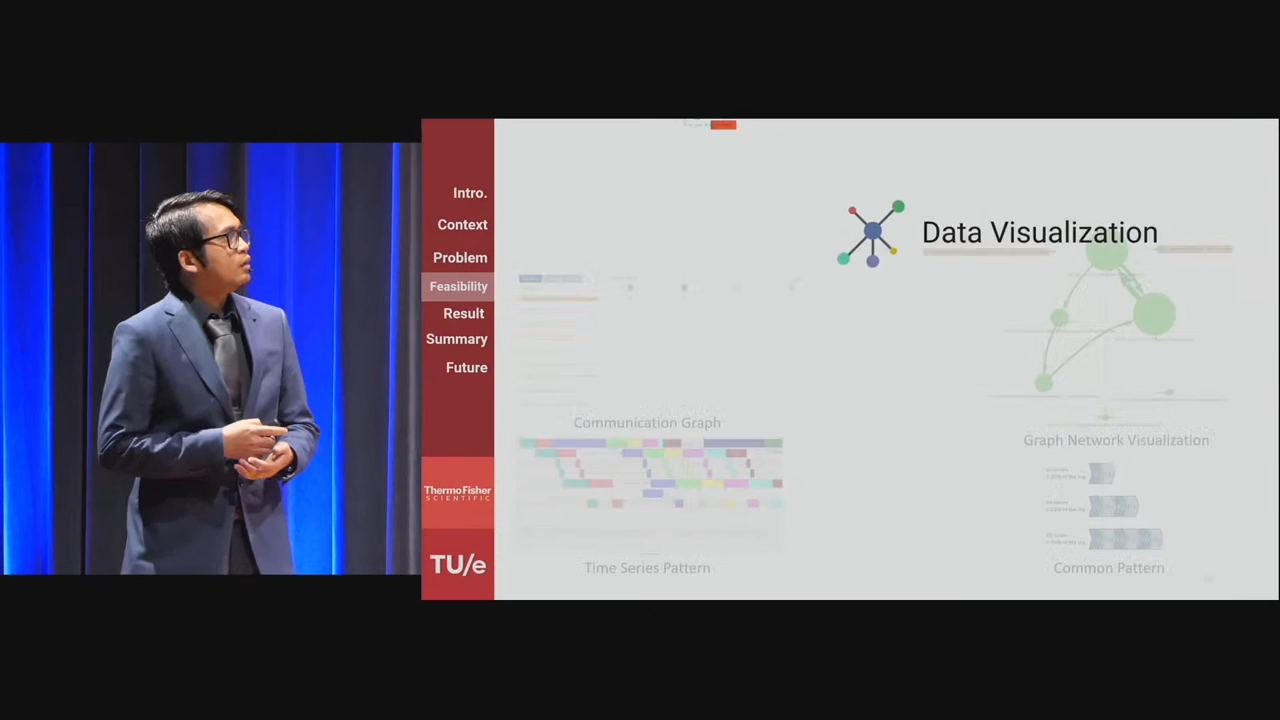 Intro.
Context
Problem
Feasibility
Result
Summary
Future
ThermoFisher
SCIENTIFIC
TU/e
Data Visualization
Communication Graph
Graph Network Visualization
Time Series Pattern
Common Pattern